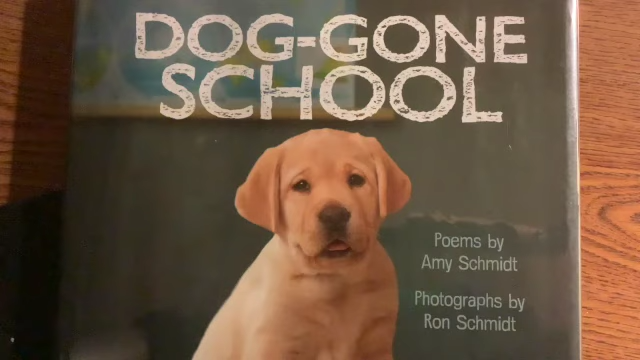 DOG-GONE
SCHOOL
Poems by
Amy Schmidt
Photographs by
Ron Schmidt